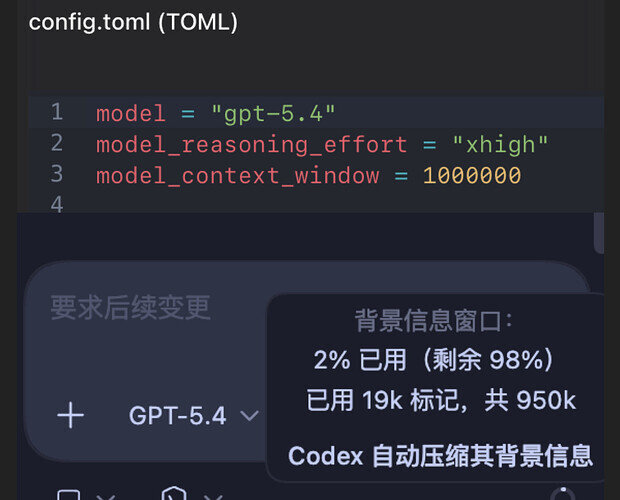 config.toml (TOML)
1 model = "gpt-5.4"
2 model_reasoning_effort = "xhigh"
3 model_context_window = 1000000
4
要求后续变更
背景信息窗口：
2% 已用（剩余 98%）
已用 19k 标记，共 950k
GPT-5.4
Codex 自动压缩其背景信息